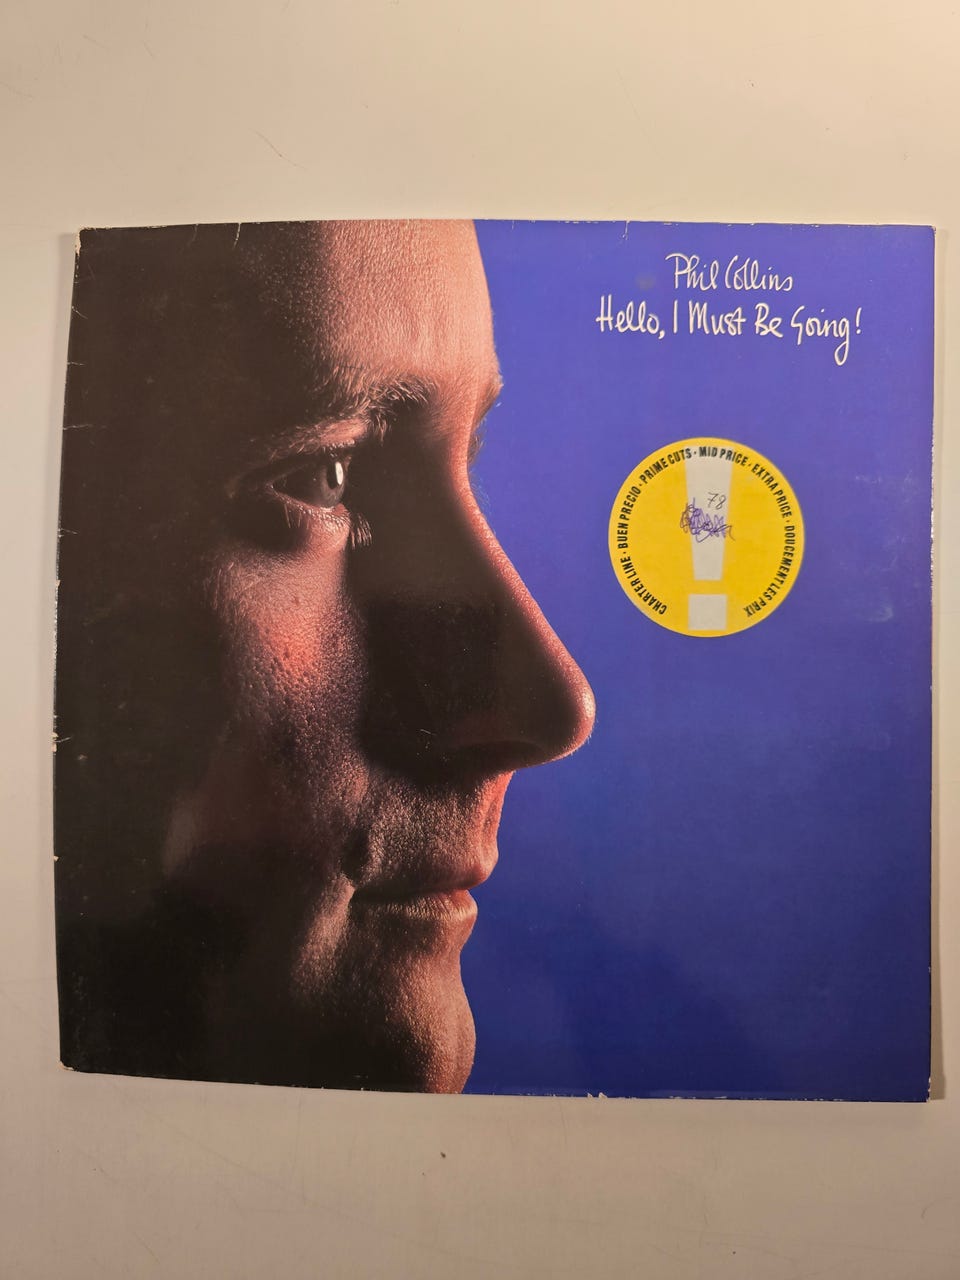 Phil Collins
Hello, I Must Be Going!
CHARTER LINE · BUEN PRECIO · PRIME CUTS · MID PRICE · EXTRA PRICE · DOUCEMENT LES PRIX
78